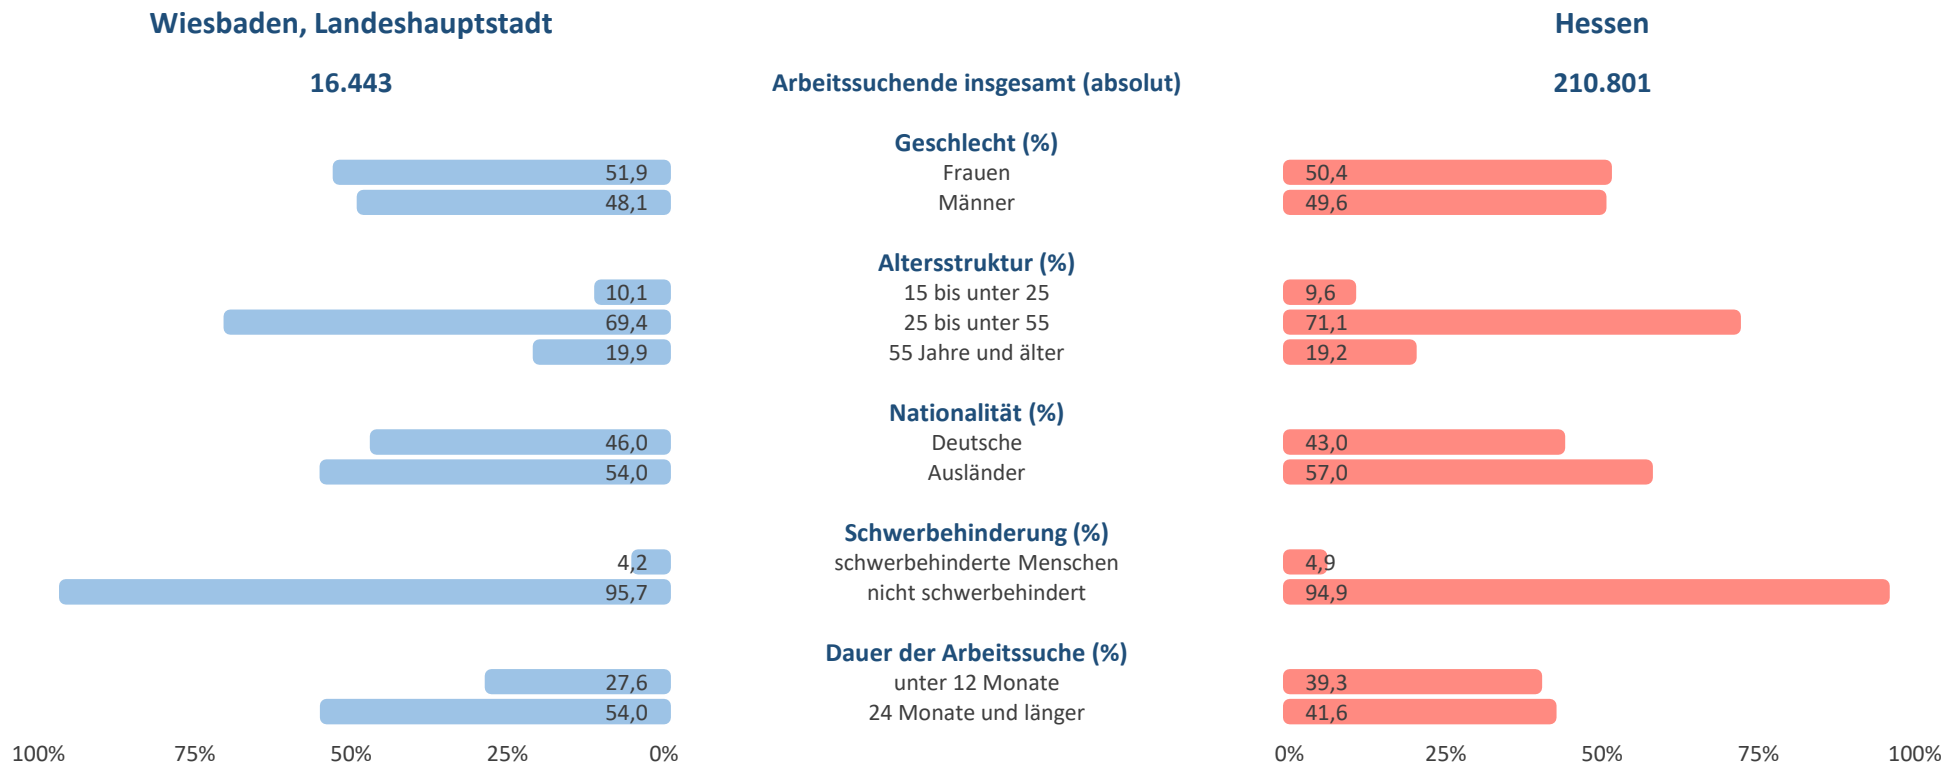 Wiesbaden, Landeshauptstadt Hessen
16.443 Arbeitssuchende insgesamt (absolut) 210.801
Geschlecht (%)
51,9 Frauen 50,4
48,1 Männer 49,6
Altersstruktur (%)
10,1 15 bis unter 25 9,6
69,4 25 bis unter 55 71,1
19,9 55 Jahre und älter 19,2
Nationalität (%)
46,0 Deutsche 43,0
54,0 Ausländer 57,0
Schwerbehinderung (%)
4,2 schwerbehinderte Menschen 4,9
95,7 nicht schwerbehindert 94,9
Dauer der Arbeitssuche (%)
27,6 unter 12 Monate 39,3
54,0 24 Monate und länger 41,6
100% 75% 50% 25% 0% 0% 25% 50% 75% 100%